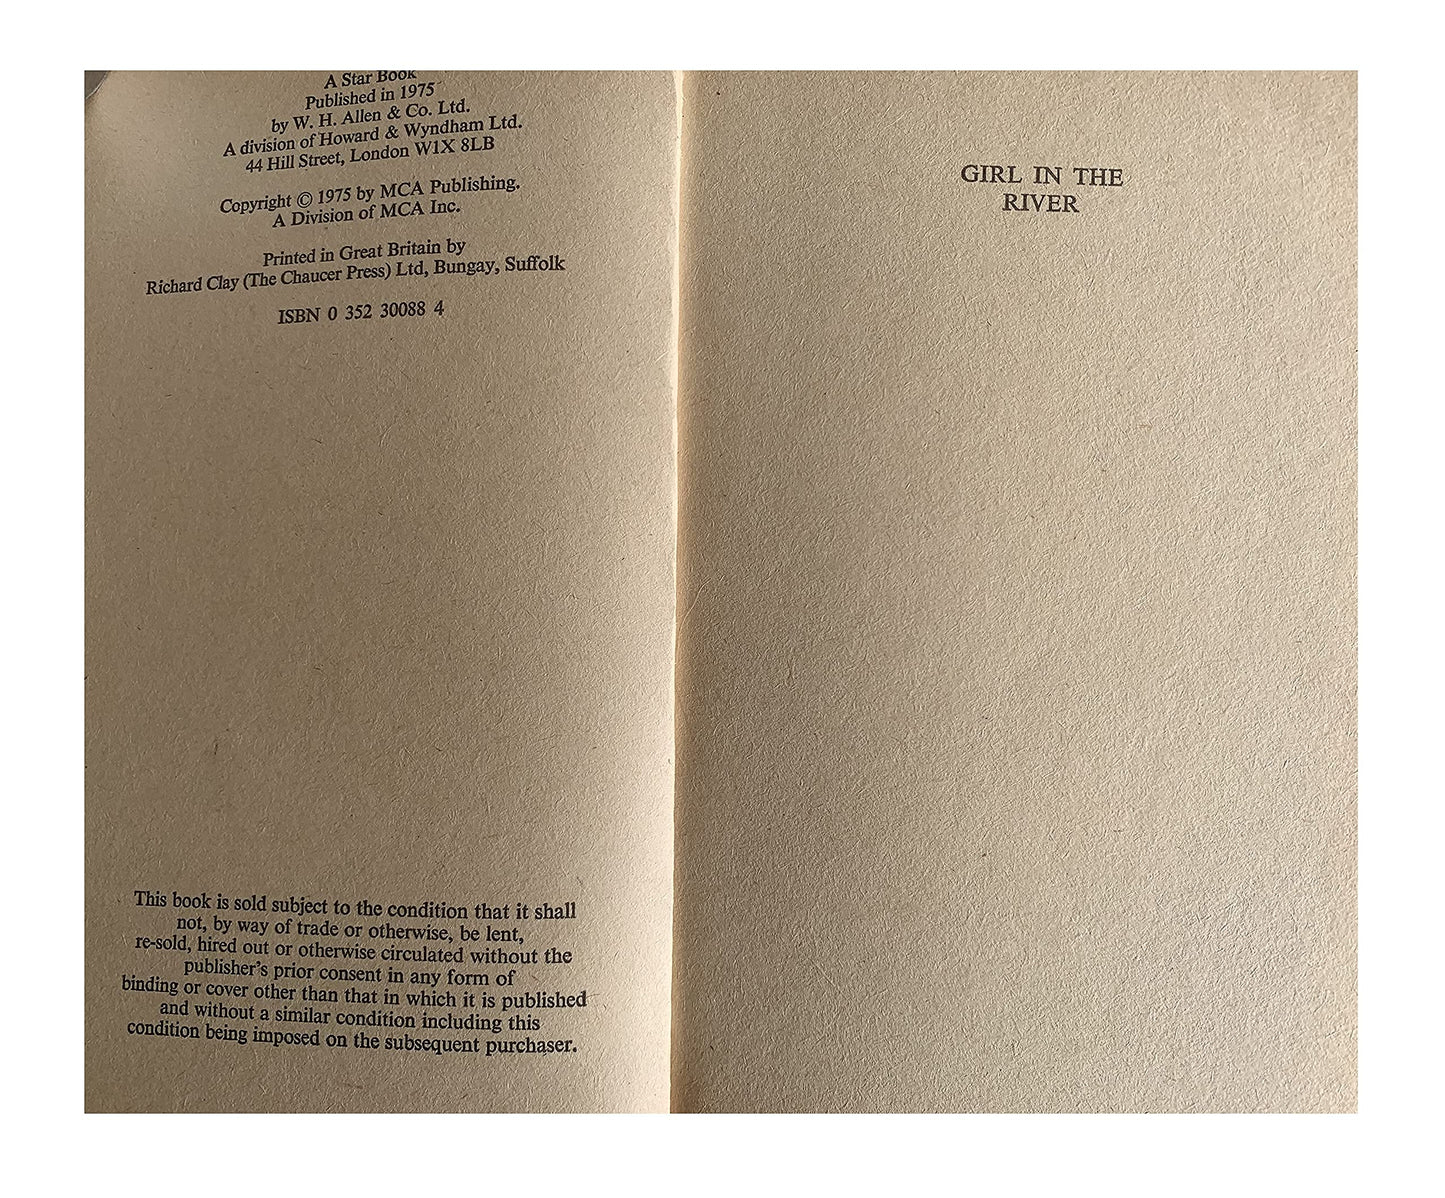 A Star Book
Published in 1975
by W. H. Allen & Co. Ltd.
A division of Howard & Wyndham Ltd.
44 Hill Street, London W1X 8LB
Copyright © 1975 by MCA Publishing.
A Division of MCA Inc.
Printed in Great Britain by
Richard Clay (The Chaucer Press) Ltd, Bungay, Suffolk
ISBN 0 352 30088 4
This book is sold subject to the condition that it shall
not, by way of trade or otherwise, be lent,
re-sold, hired out or otherwise circulated without the
publisher's prior consent in any form of
binding or cover other than that in which it is published
and without a similar condition including this
condition being imposed on the subsequent purchaser.
GIRL IN THE
RIVER